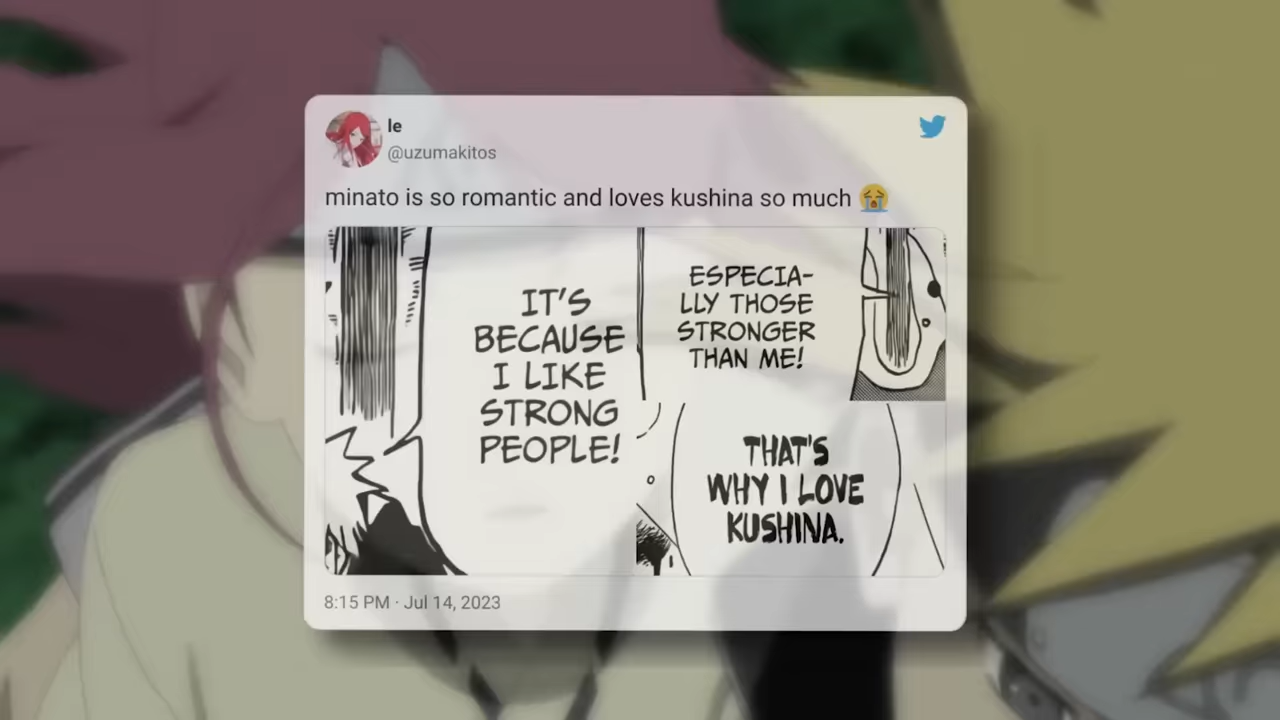 le
@uzumakitos
minato is so romantic and loves kushina so much 😭
IT'S
BECAUSE
I LIKE
STRONG
PEOPLE!
ESPECIA-
LLY THOSE
STRONGER
THAN ME!
THAT'S
WHY I LOVE
KUSHINA.
8:15 PM · Jul 14, 2023